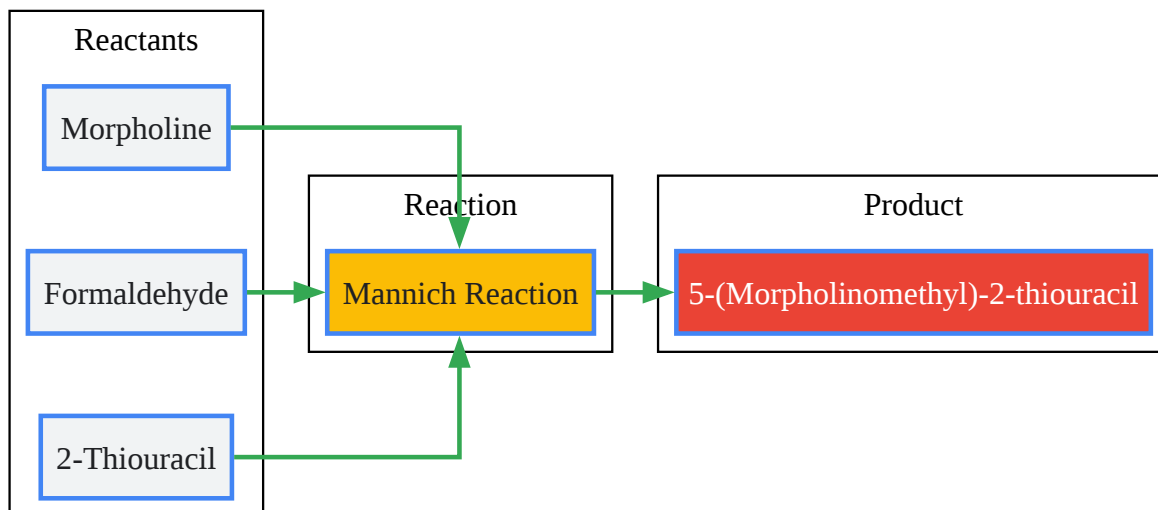 Reactants
Morpholine
Formaldehyde
2-Thiouracil
Reaction
Mannich Reaction
Product
5-(Morpholinomethyl)-2-thiouracil